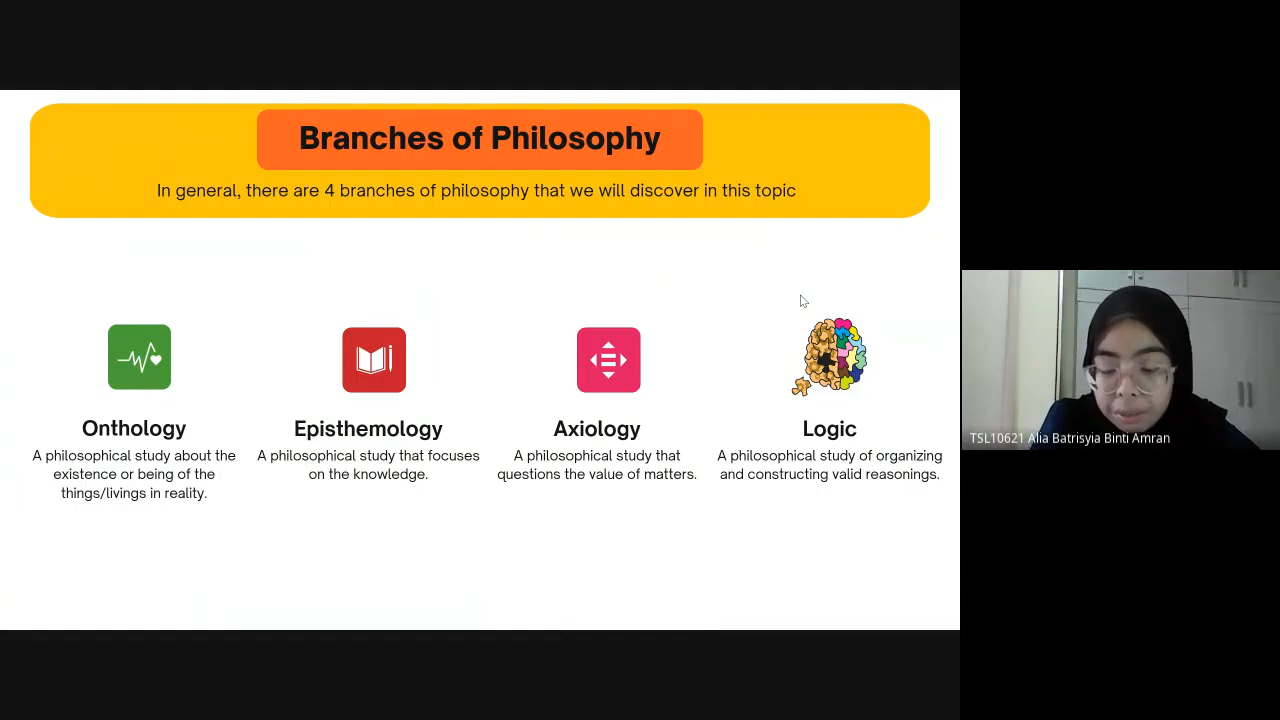 Branches of Philosophy
In general, there are 4 branches of philosophy that we will discover in this topic
Onthology
A philosophical study about the
existence or being of the
things/livings in reality.
Episthemology
A philosophical study that focuses
on the knowledge.
Axiology
A philosophical study that
questions the value of matters.
Logic
A philosophical study of organizing
and constructing valid reasonings.
TSL10621 Alia Batrisyia Binti Amran